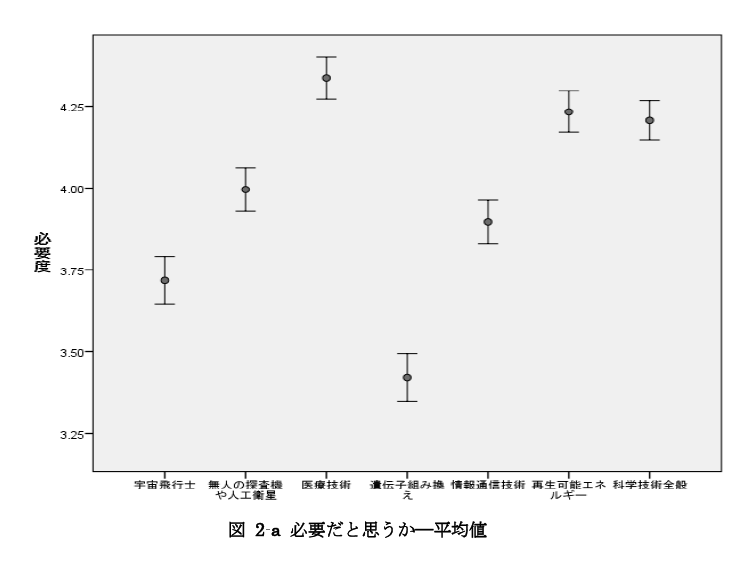 4.25
4.00
3.75
3.50
3.25
必要度
宇宙飛行士
無人の探査機
や人工衛星
医療技術
遺伝子組み換
え
情報通信技術
再生可能エネ
ルギー
科学技術全般
図 2-a 必要だと思うか―平均値